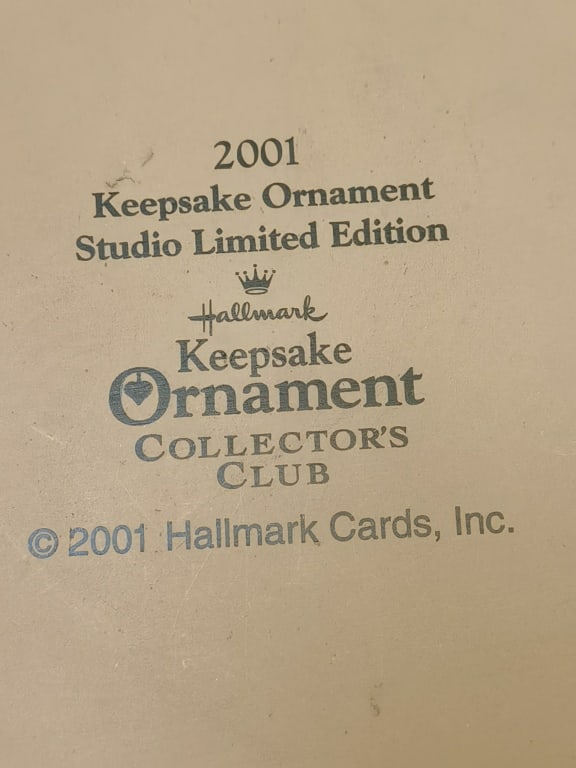 2001
Keepsake Ornament
Studio Limited Edition
Hallmark
Keepsake
Ornament
COLLECTOR'S
CLUB
© 2001 Hallmark Cards, Inc.